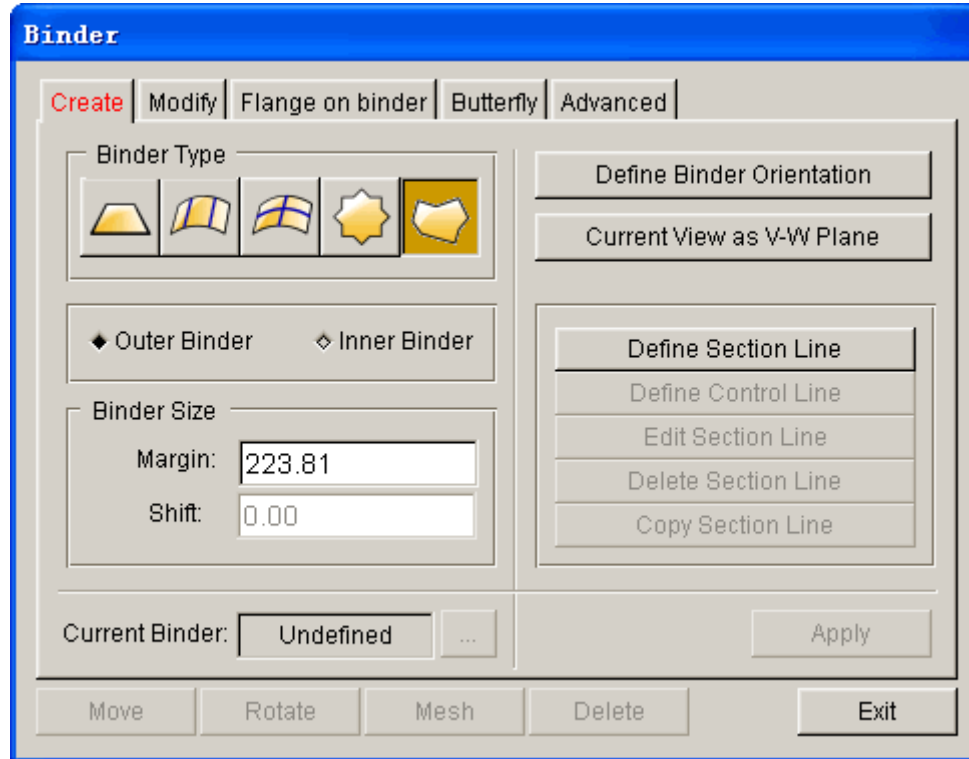 Binder
Create Modify Flange on binder Butterfly Advanced
Binder Type
Define Binder Orientation
Current View as V-W Plane
Outer Binder Inner Binder
Define Section Line
Define Control Line
Edit Section Line
Delete Section Line
Copy Section Line
Binder Size
Margin: 223.81
Shift: 0.00
Current Binder: Undefined ...
Apply
Move Rotate Mesh Delete Exit